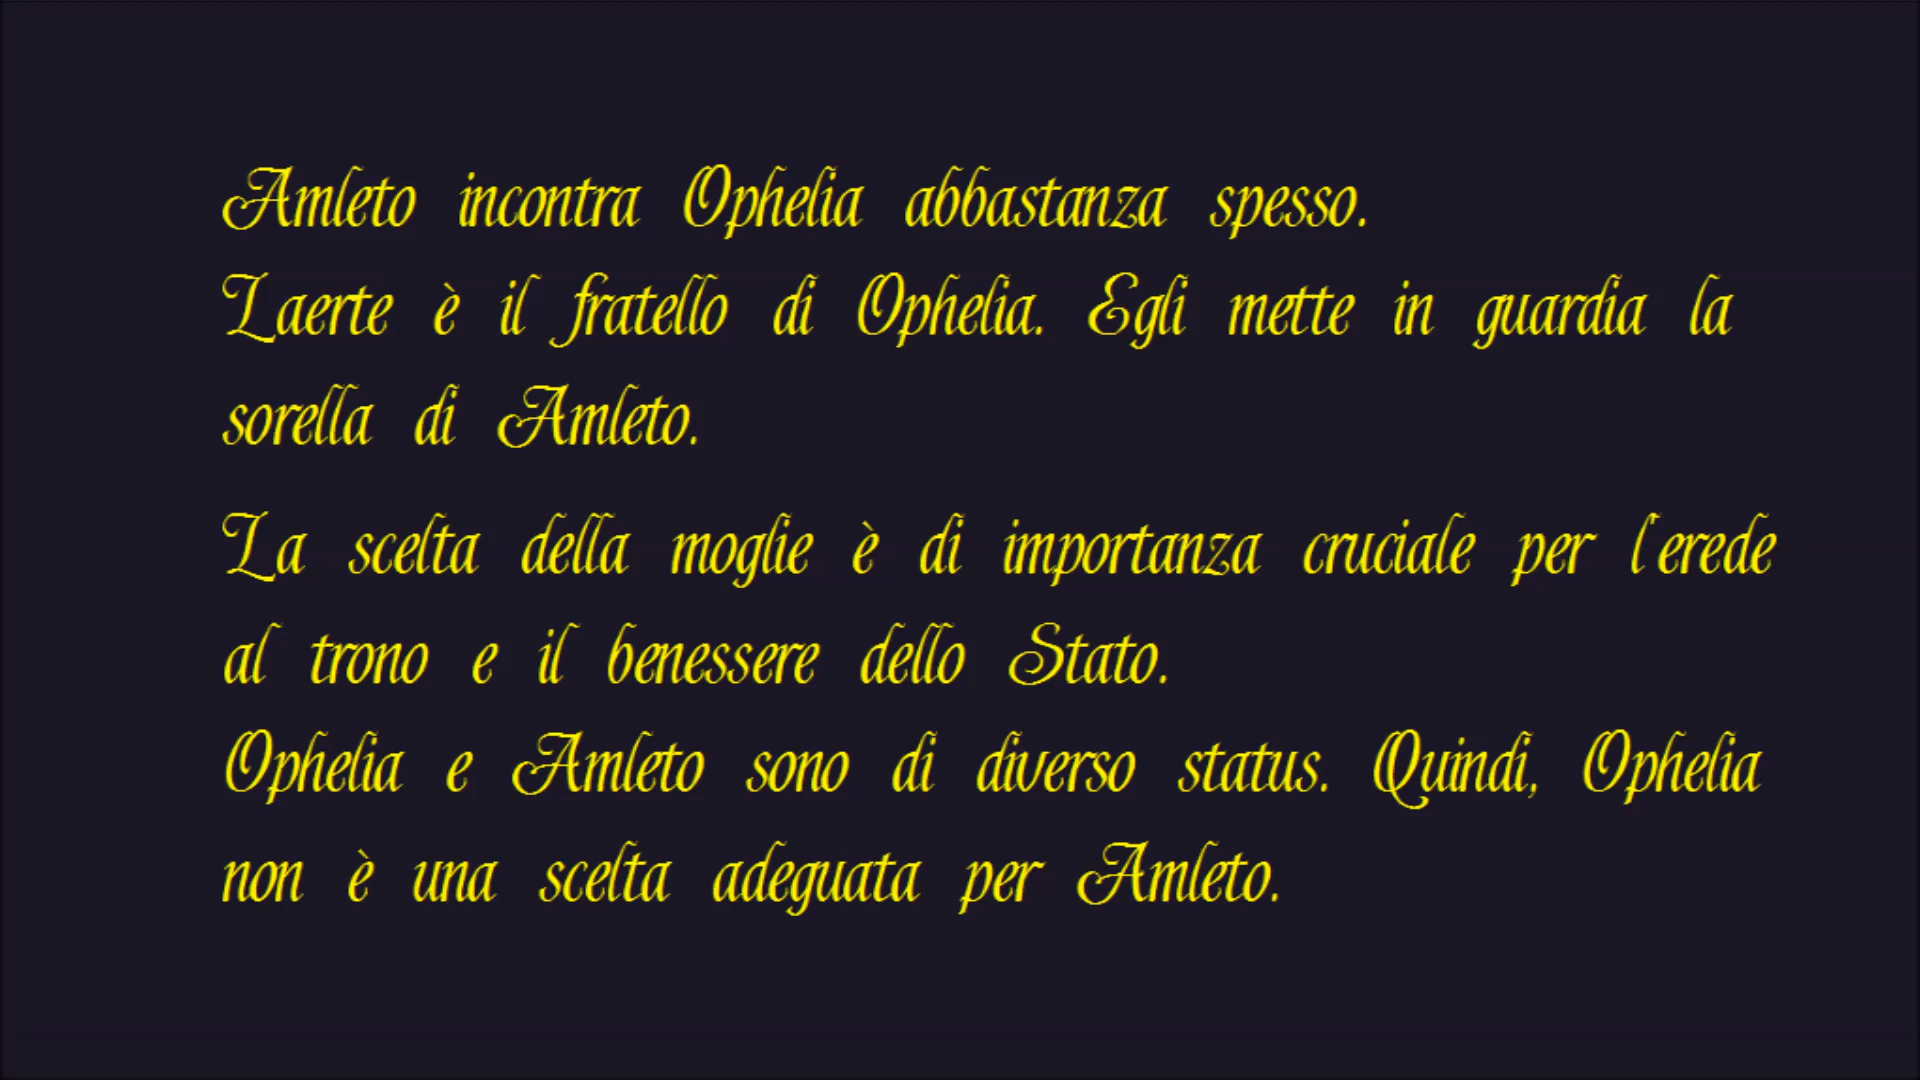 Amleto incontra Ophelia abbastanza spesso.
Laerte è il fratello di Ophelia. Egli mette in guardia la
sorella di Amleto.
La scelta della moglie è di importanza cruciale per l'erede
al trono e il benessere dello Stato.
Ophelia e Amleto sono di diverso status. Quindi, Ophelia
non è una scelta adeguata per Amleto.